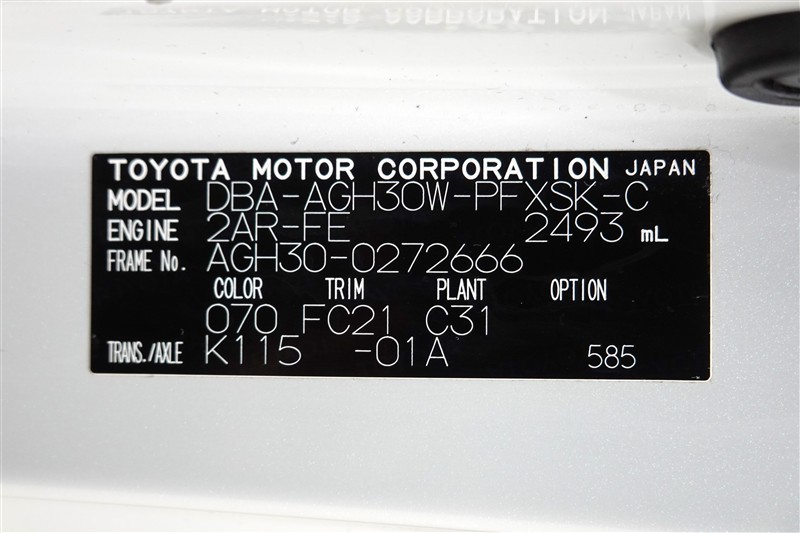 TOYOTA MOTOR CORPORATION JAPAN
MODEL DBA-AGH30W-PFXSK-C
ENGINE 2AR-FE 2493 mL
FRAME No. AGH30-0272666
COLOR TRIM PLANT OPTION
070 FC21 C31
TRANS./AXLE K115 -01A 585